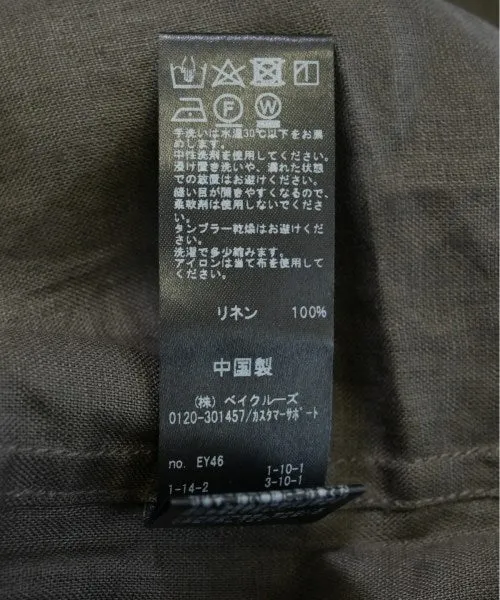 F W
手洗いは水温30℃以下をお薦
めします。
中性洗剤を使用してください。
浸け置き洗いや、濡れた状態
での放置はお避けください。
縫い目が開きやすくなるので、
柔軟剤は使用しないでくださ
い。
タンブラー乾燥はお避けください。
洗濯で多少縮みます。
アイロンは当て布を使用して
ください。
リネン 100%
中国製
(株) ベイクルーズ
0120-301457/カスタマーサポート
no. EY46 1-10-1
1-14-2 3-10-1